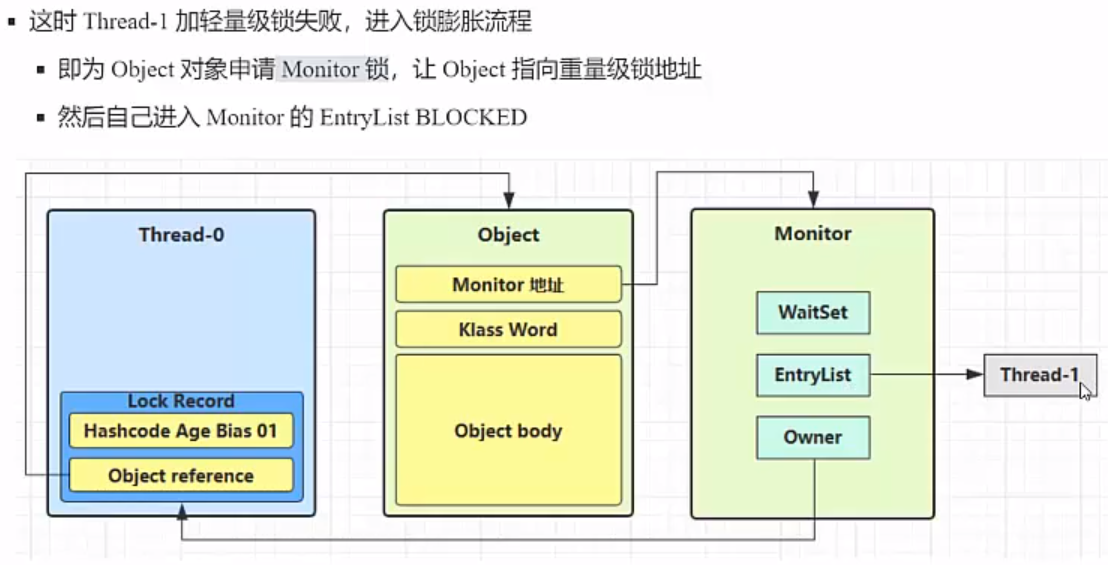 这时 Thread-1 加轻量级锁失败，进入锁膨胀流程
即为 Object 对象申请 Monitor 锁，让 Object 指向重量级锁地址
然后自己进入 Monitor 的 EntryList BLOCKED
Thread-0
Lock Record
Hashcode Age Bias 01
Object reference
Object
Monitor 地址
Klass Word
Object body
Monitor
WaitSet
EntryList
Owner
Thread-1